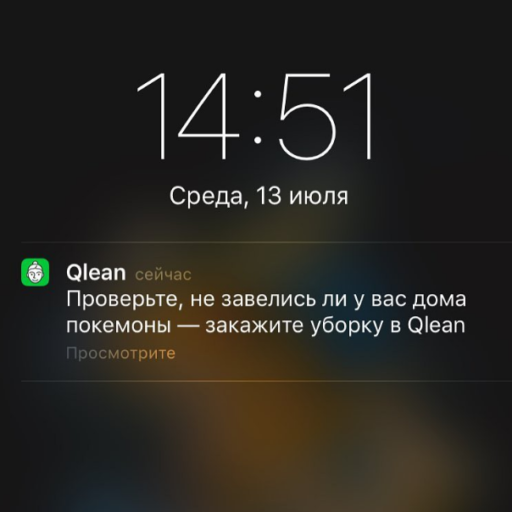 14:51
Среда, 13 июля
Qlean сейчас
Проверьте, не завелись ли у вас дома
покемоны — закажите уборку в Qlean
Просмотрите